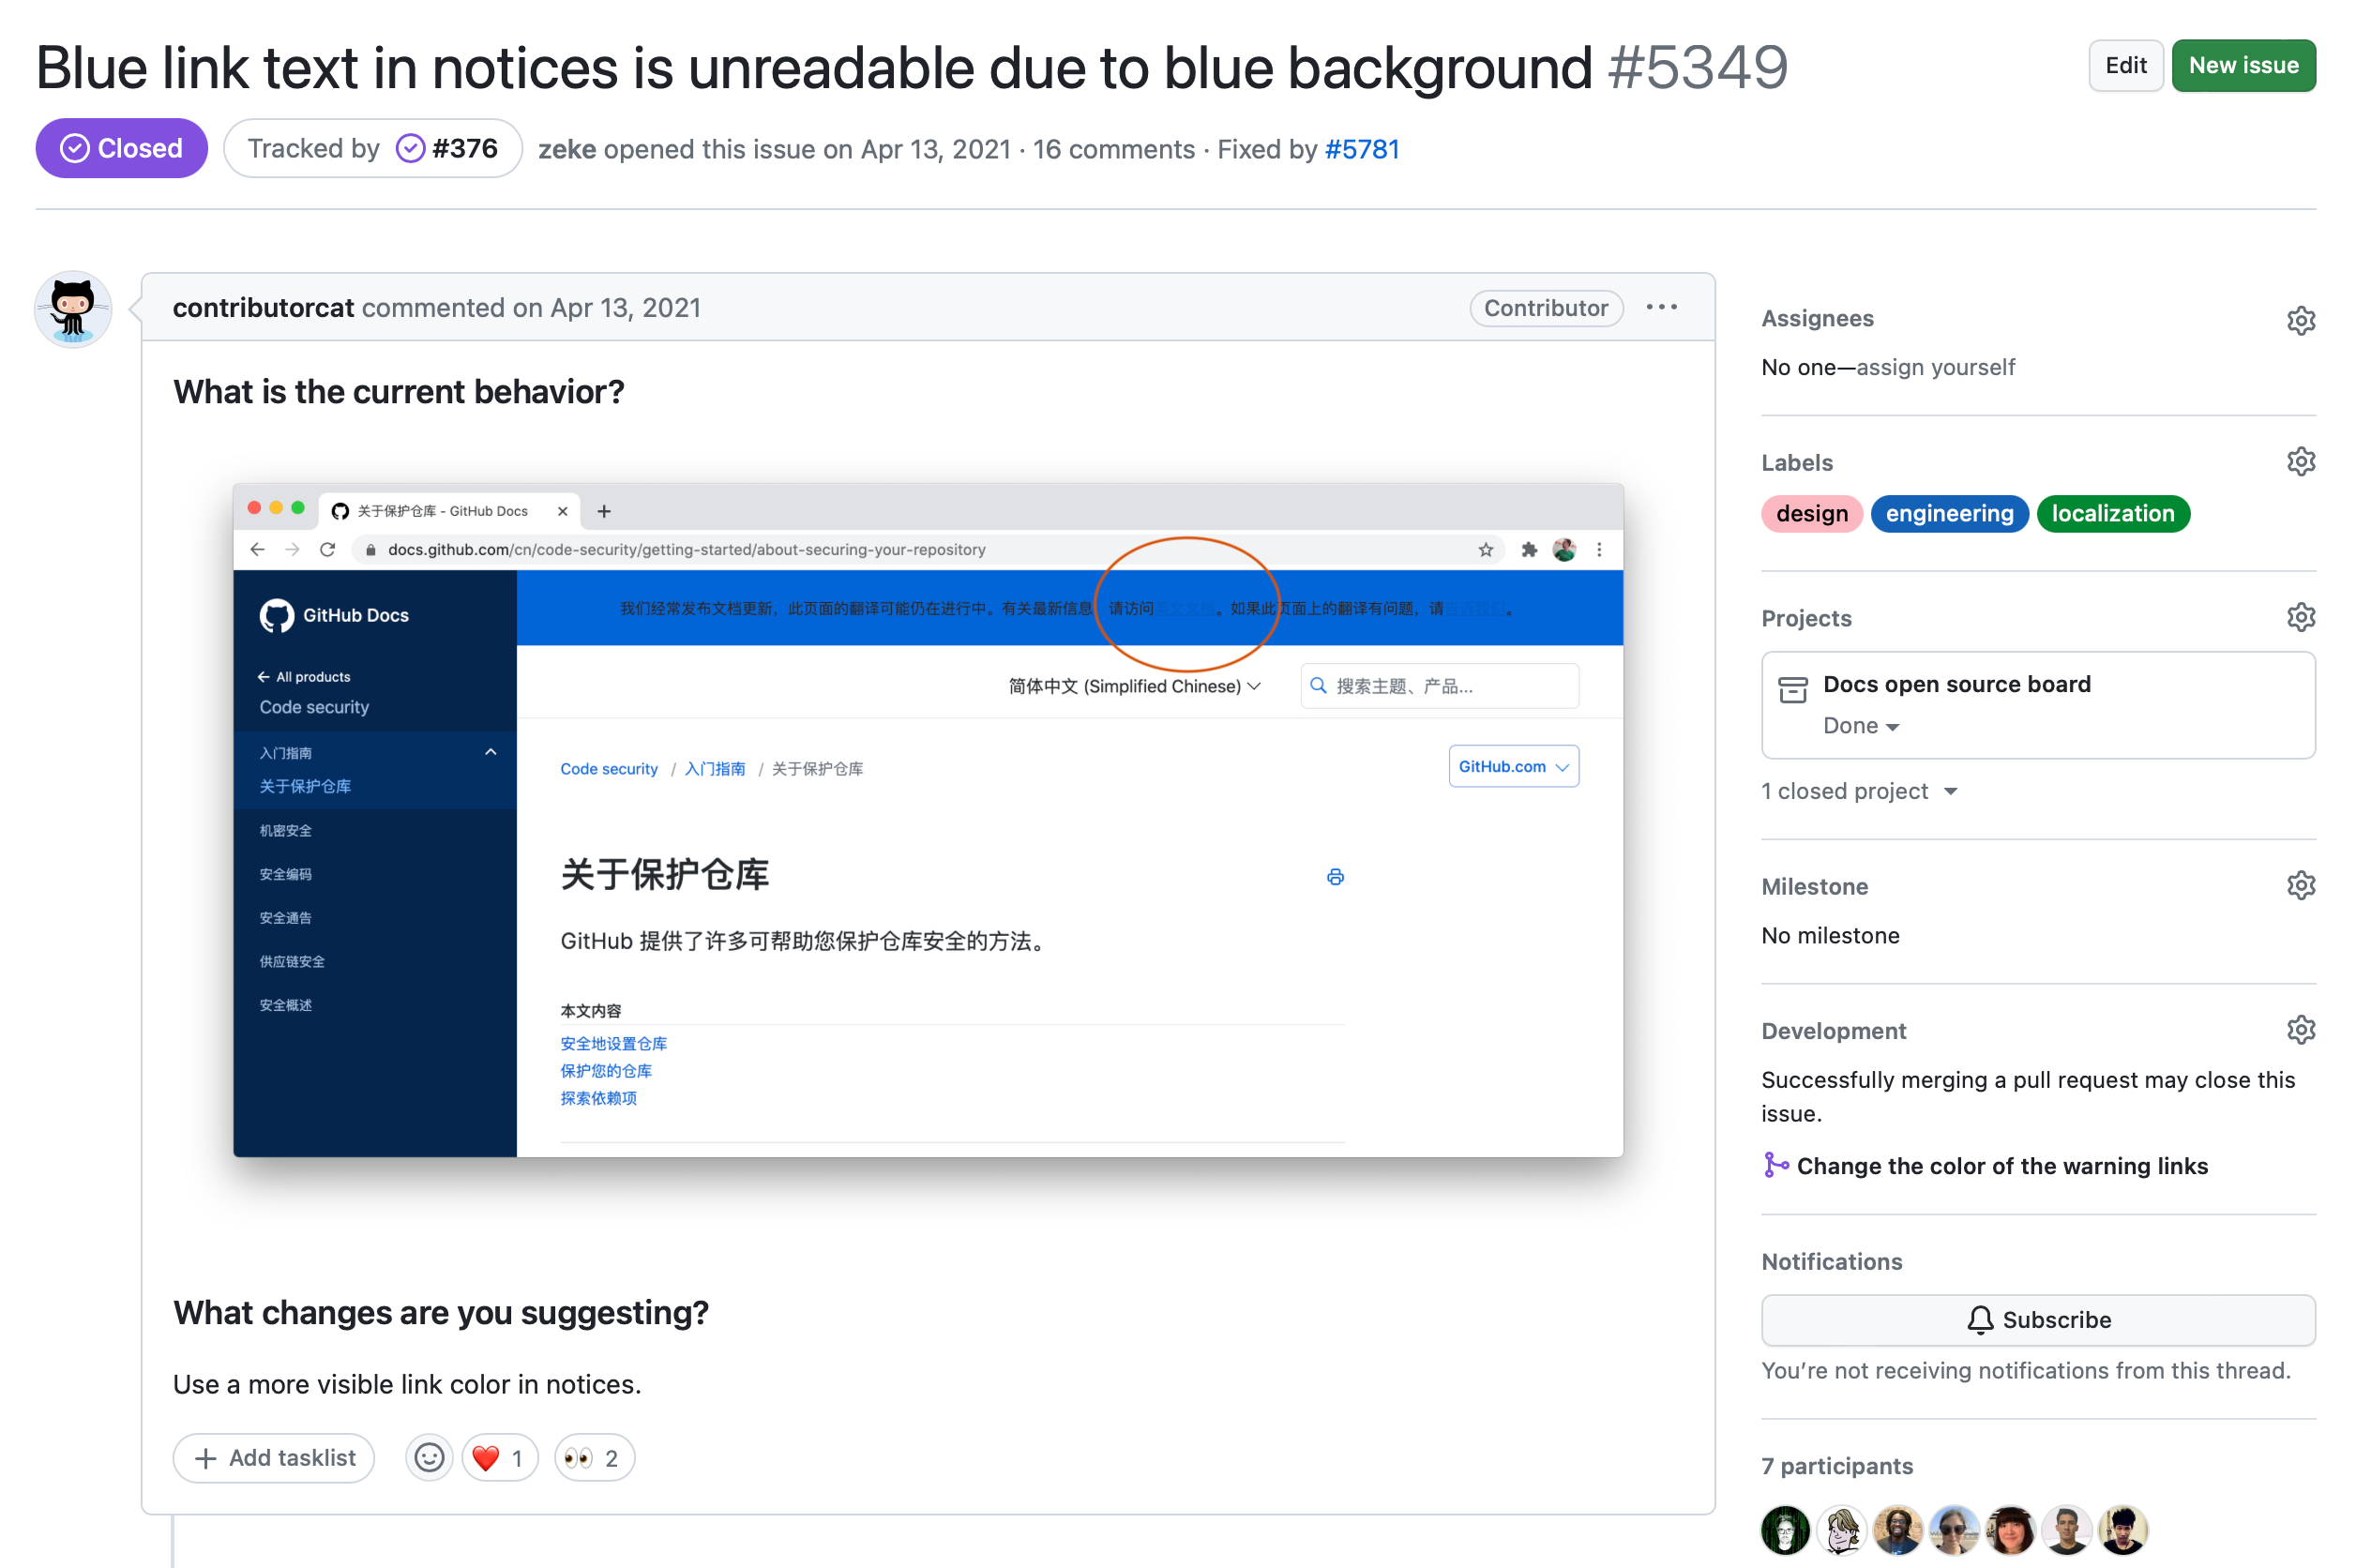 Blue link text in notices is unreadable due to blue background #5349
Edit
New issue
Closed
Tracked by #376
zeke opened this issue on Apr 13, 2021 · 16 comments · Fixed by #5781
contributorcat commented on Apr 13, 2021
Contributor
What is the current behavior?
关于保护仓库 - GitHub Docs
docs.github.com/cn/code-security/getting-started/about-securing-your-repository
GitHub Docs
All products
Code security
入门指南
关于保护仓库
机密安全
安全编码
安全通告
供应链安全
安全概述
我们经常发布文档更新，此页面的翻译可能仍在进行中。有关最新信息 请访问 。如果此页面上的翻译有问题，请 。
简体中文 (Simplified Chinese)
搜索主题、产品...
Code security / 入门指南 / 关于保护仓库
GitHub.com
关于保护仓库
GitHub 提供了许多可帮助您保护仓库安全的方法。
本文内容
安全地设置仓库
保护您的仓库
探索依赖项
What changes are you suggesting?
Use a more visible link color in notices.
Add tasklist
1
2
Assignees
No one—assign yourself
Labels
design
engineering
localization
Projects
Docs open source board
Done
1 closed project
Milestone
No milestone
Development
Successfully merging a pull request may close this
issue.
Change the color of the warning links
Notifications
Subscribe
You’re not receiving notifications from this thread.
7 participants